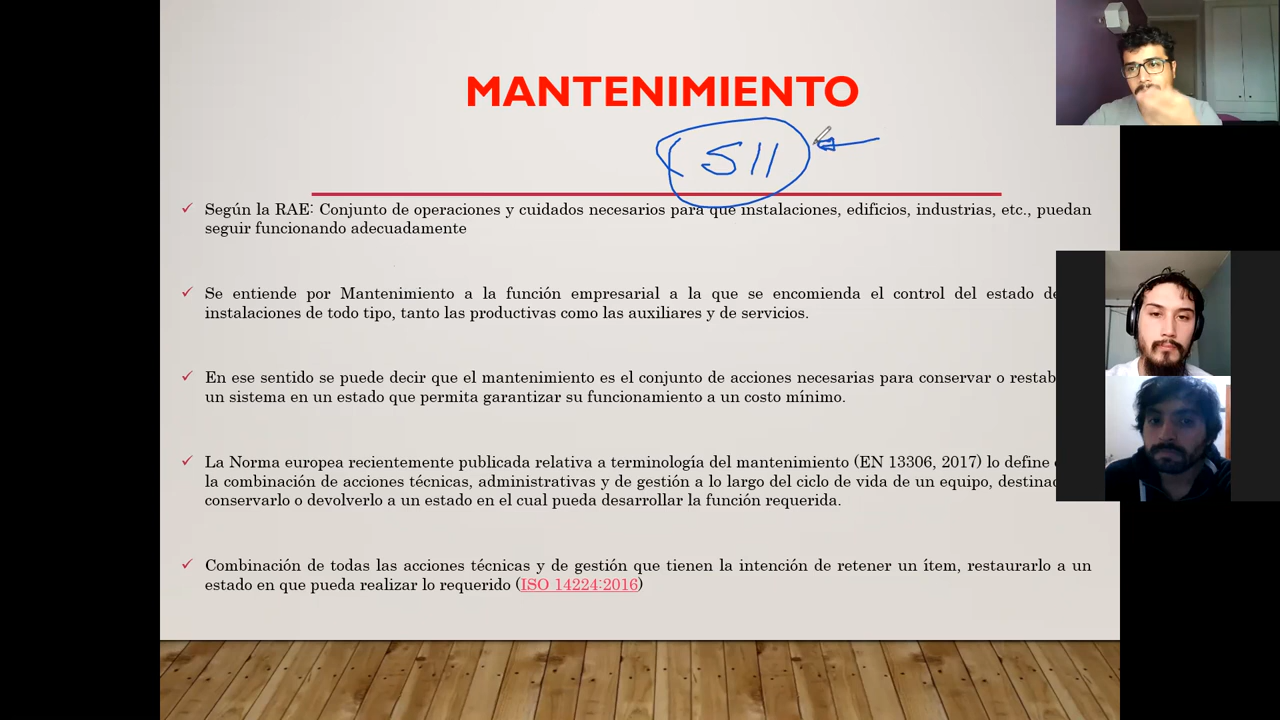 MANTENIMIENTO
511
Según la RAE: Conjunto de operaciones y cuidados necesarios para que instalaciones, edificios, industrias, etc., puedan
seguir funcionando adecuadamente
Se entiende por Mantenimiento a la función empresarial a la que se encomienda el control del estado de
instalaciones de todo tipo, tanto las productivas como las auxiliares y de servicios.
En ese sentido se puede decir que el mantenimiento es el conjunto de acciones necesarias para conservar o
un sistema en un estado que permita garantizar su funcionamiento a un costo mínimo.
La Norma europea recientemente publicada relativa a terminología del mantenimiento (EN 13306, 2017) lo define
la combinación de acciones técnicas, administrativas y de gestión a lo largo del ciclo de vida de un equipo,
conservarlo o devolverlo a un estado en el cual pueda desarrollar la función requerida.
Combinación de todas las acciones técnicas y de gestión que tienen la intención de retener un ítem, restaurarlo a un
estado en que pueda realizar lo requerido (ISO 14224:2016)